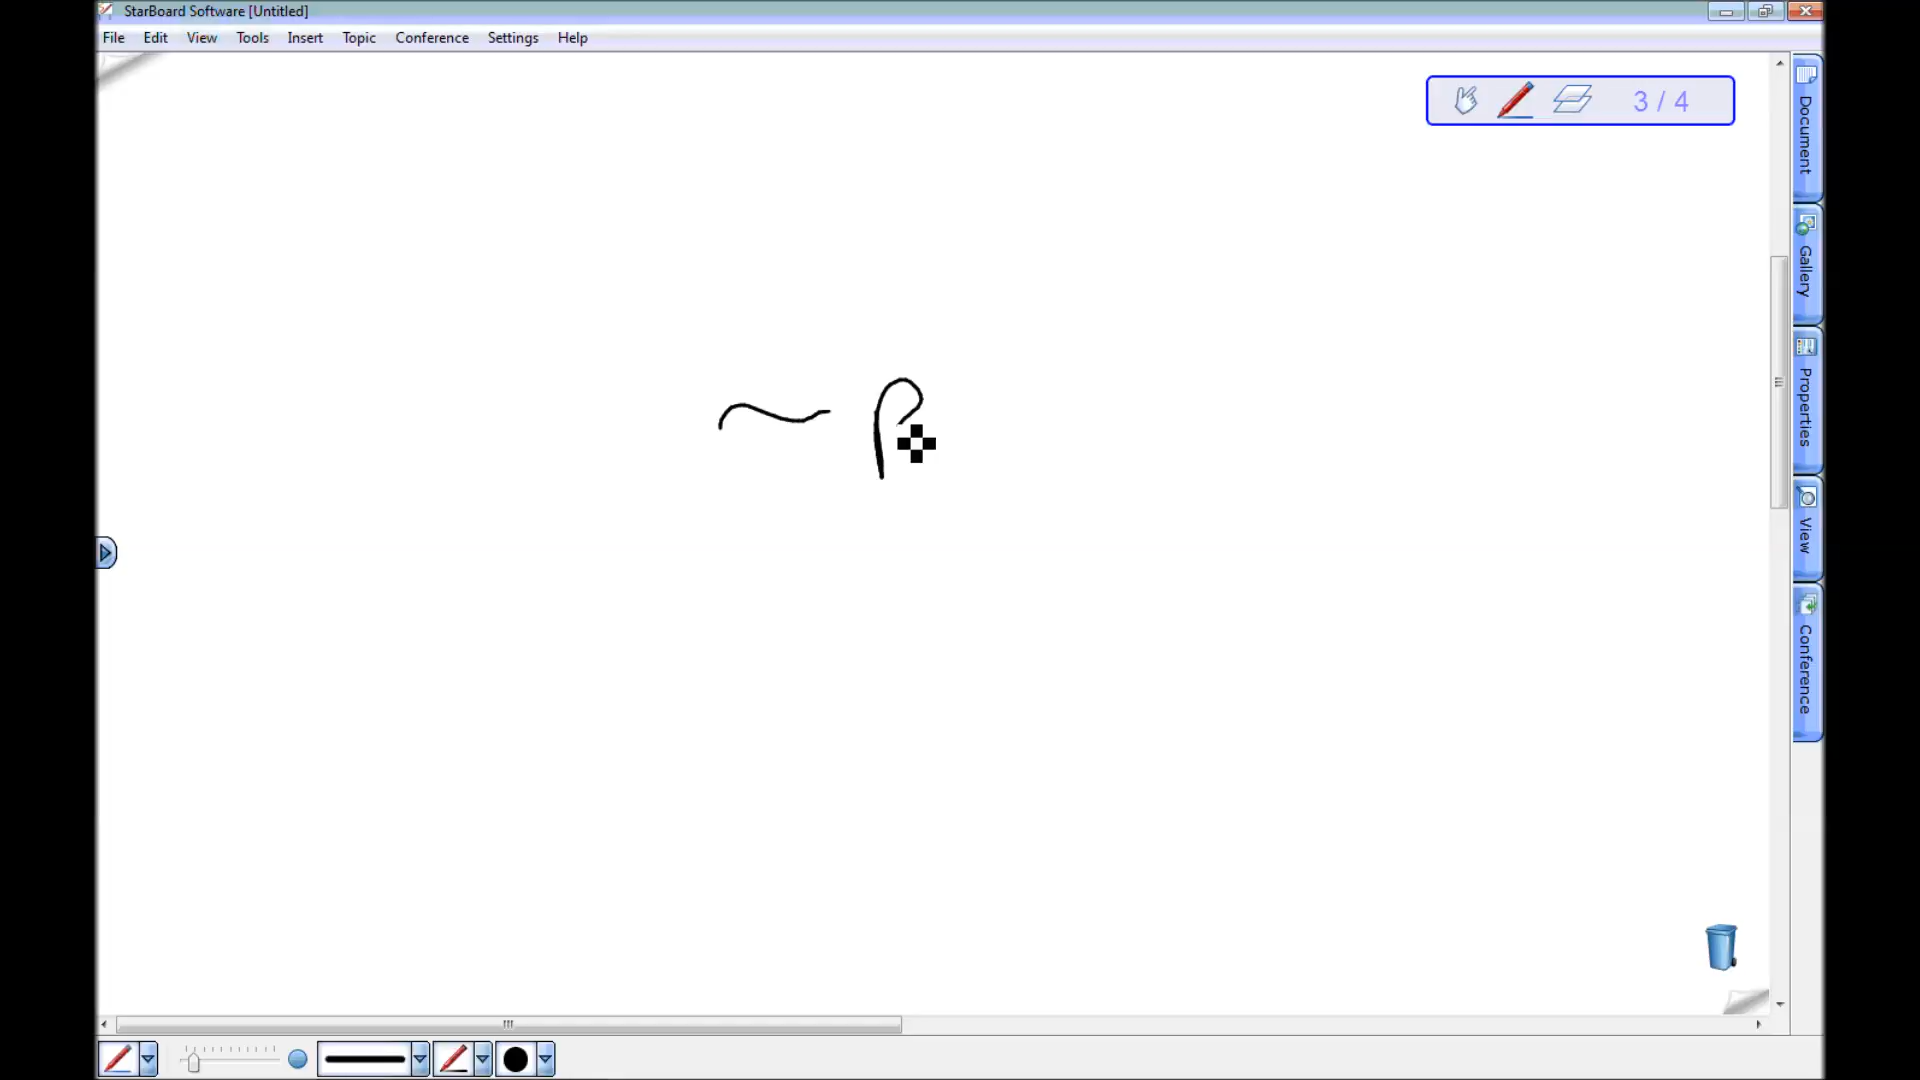 StarBoard Software [Untitled]
File Edit View Tools Insert Topic Conference Settings Help
3 / 4
~ P
Document
Gallery
Properties
View
Conference